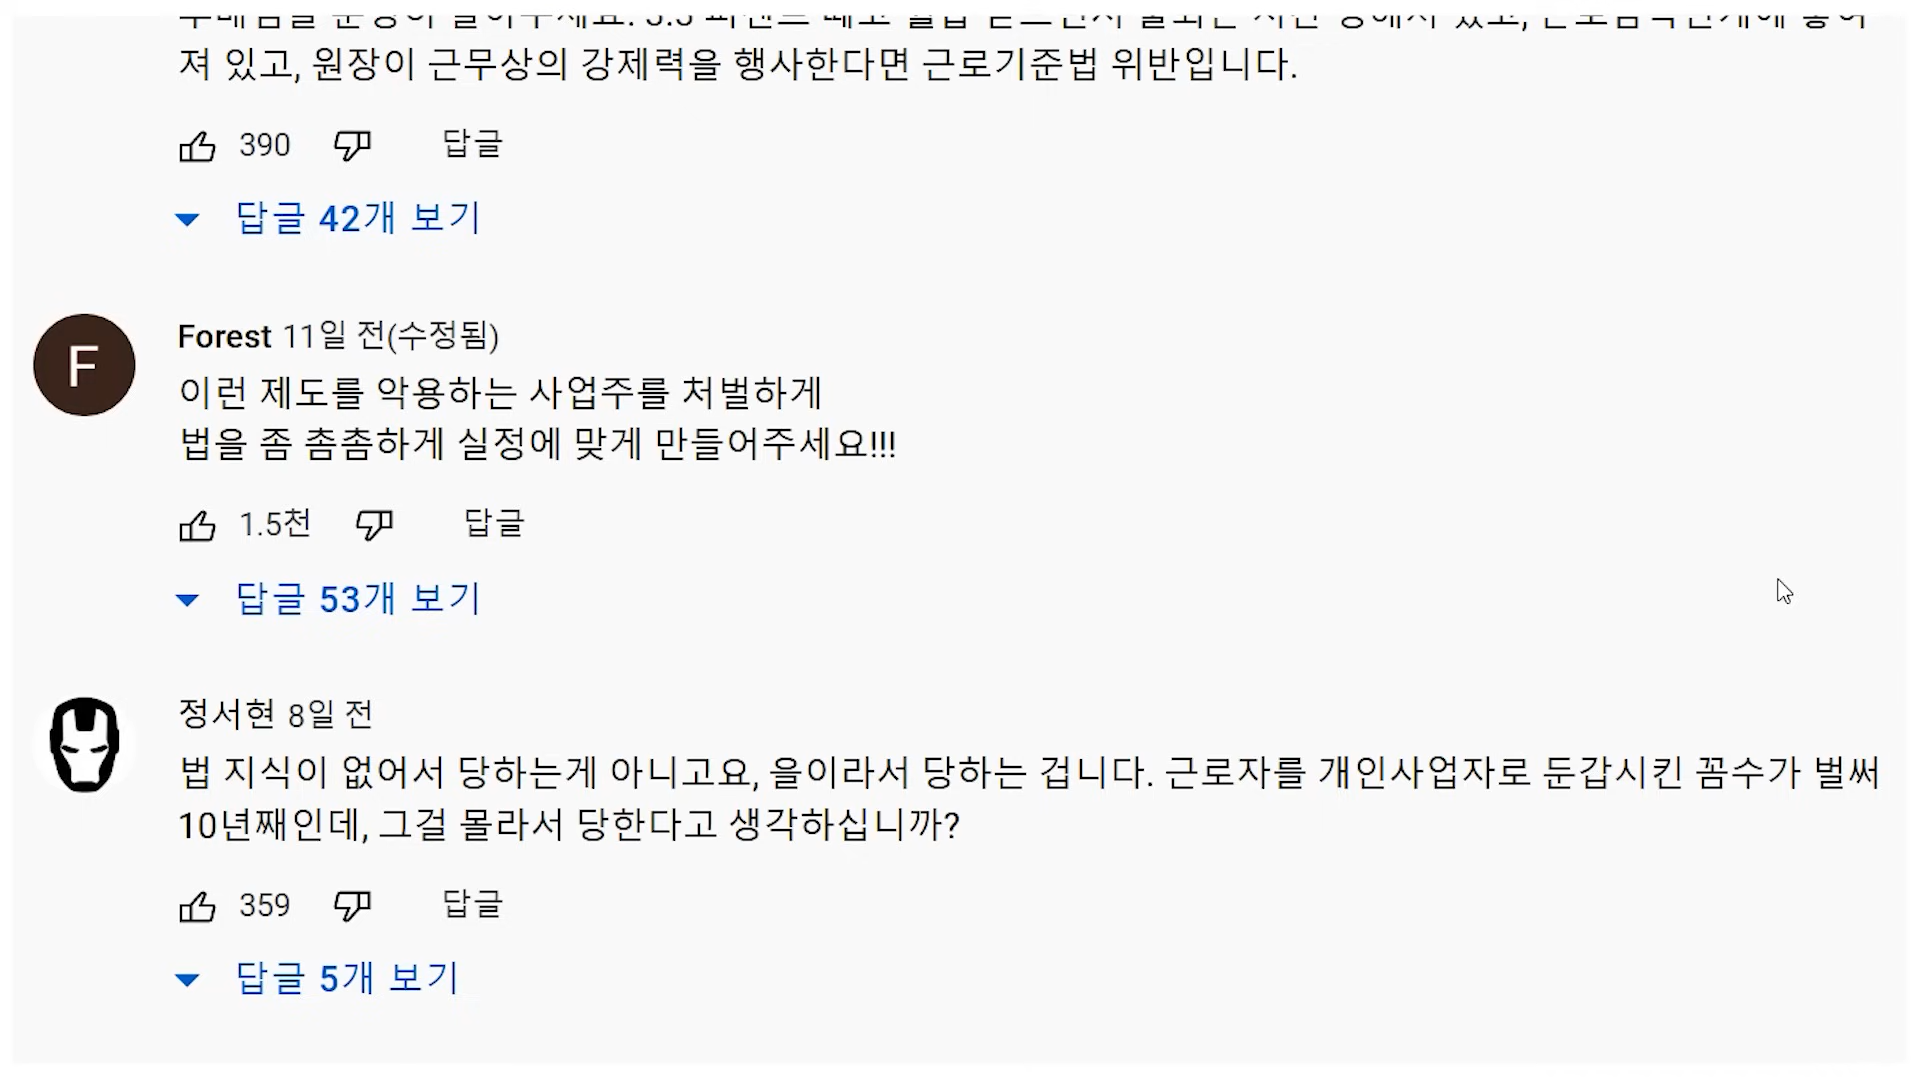 져 있고, 원장이 근무상의 강제력을 행사한다면 근로기준법 위반입니다.
390 답글
답글 42개 보기
F
Forest 11일 전(수정됨)
이런 제도를 악용하는 사업주를 처벌하게
법을 좀 촘촘하게 실정에 맞게 만들어주세요!!!
1.5천 답글
답글 53개 보기
정서현 8일 전
법 지식이 없어서 당하는게 아니고요, 을이라서 당하는 겁니다. 근로자를 개인사업자로 둔갑시킨 꼼수가 벌써
10년째인데, 그걸 몰라서 당한다고 생각하십니까?
359 답글
답글 5개 보기